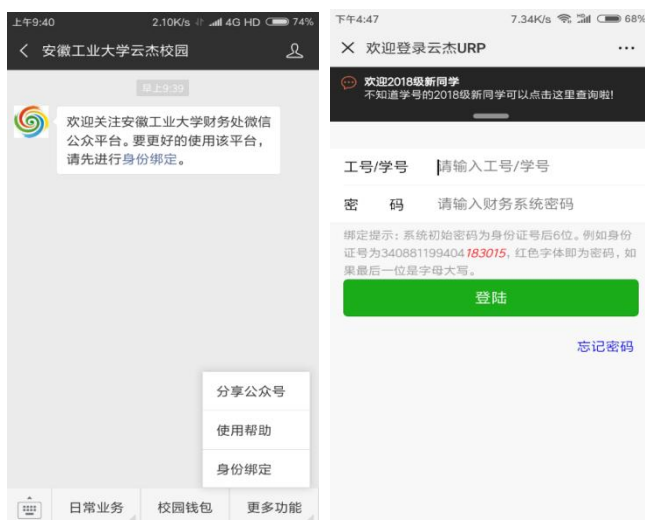 上午9:40
2.10K/s
4G HD
74%
安徽工业大学云杰校园
早上9:39
欢迎关注安徽工业大学财务处微信
公众平台。要更好的使用该平台，
请先进行身份绑定。
分享公众号
使用帮助
身份绑定
日常业务
校园钱包
更多功能
下午4:47
7.34K/s
68%
欢迎登录云杰URP
欢迎2018级新同学
不知道学号的2018级新同学可以点击这里查询啦!
工号/学号
请输入工号/学号
密 码
请输入财务系统密码
绑定提示: 系统初始密码为身份证号后6位。例如身份
证号为340881199404183015, 红色字体即为密码, 如
果最后一位是字母大写。
登陆
忘记密码